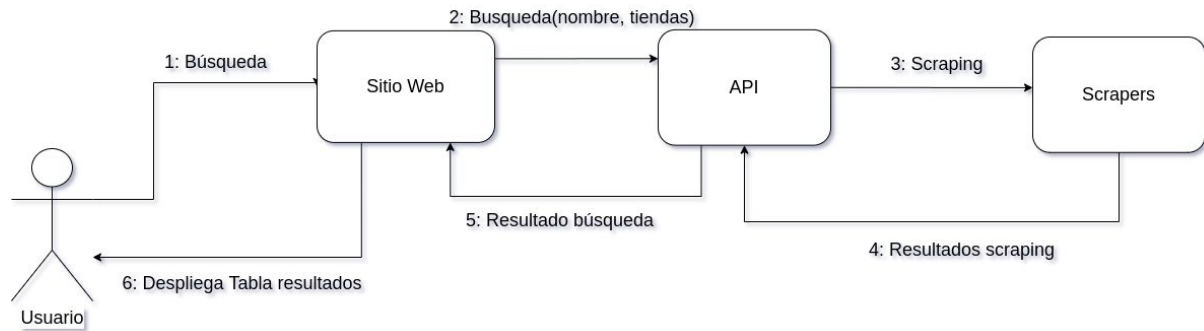 2: Busqueda(nombre, tiendas)
1: Búsqueda
3: Scraping
Sitio Web
API
Scrapers
5: Resultado búsqueda
4: Resultados scraping
6: Despliega Tabla resultados
Usuario